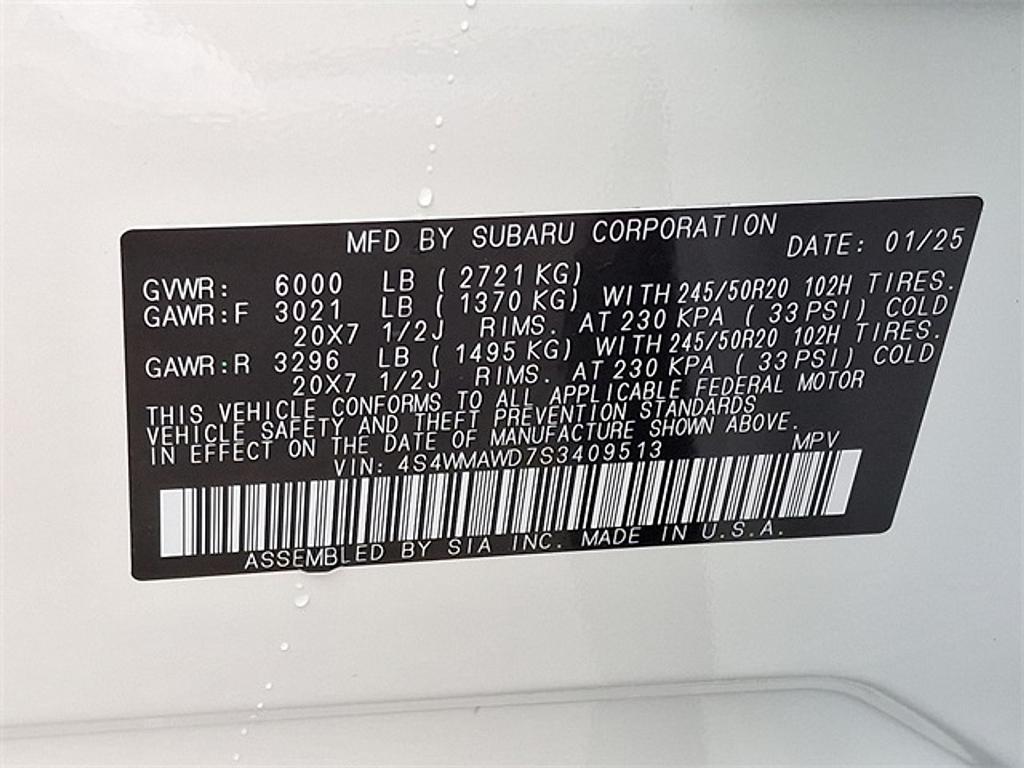 MFD BY SUBARU CORPORATION DATE: 01/25
GVWR: 6000 LB ( 2721 KG)
GAWR:F 3021 LB ( 1370 KG) WITH 245/50R20 102H TIRES.
20X7 1/2J RIMS. AT 230 KPA ( 33 PSI) COLD
GAWR:R 3296 LB ( 1495 KG) WITH 245/50R20 102H TIRES.
20X7 1/2J RIMS. AT 230 KPA ( 33 PSI) COLD
THIS VEHICLE CONFORMS TO ALL APPLICABLE FEDERAL MOTOR
VEHICLE SAFETY AND THEFT PREVENTION STANDARDS
IN EFFECT ON THE DATE OF MANUFACTURE SHOWN ABOVE.
VIN: 4S4WMAWD7S3409513 MPV
ASSEMBLED BY SIA INC. MADE IN U.S.A.